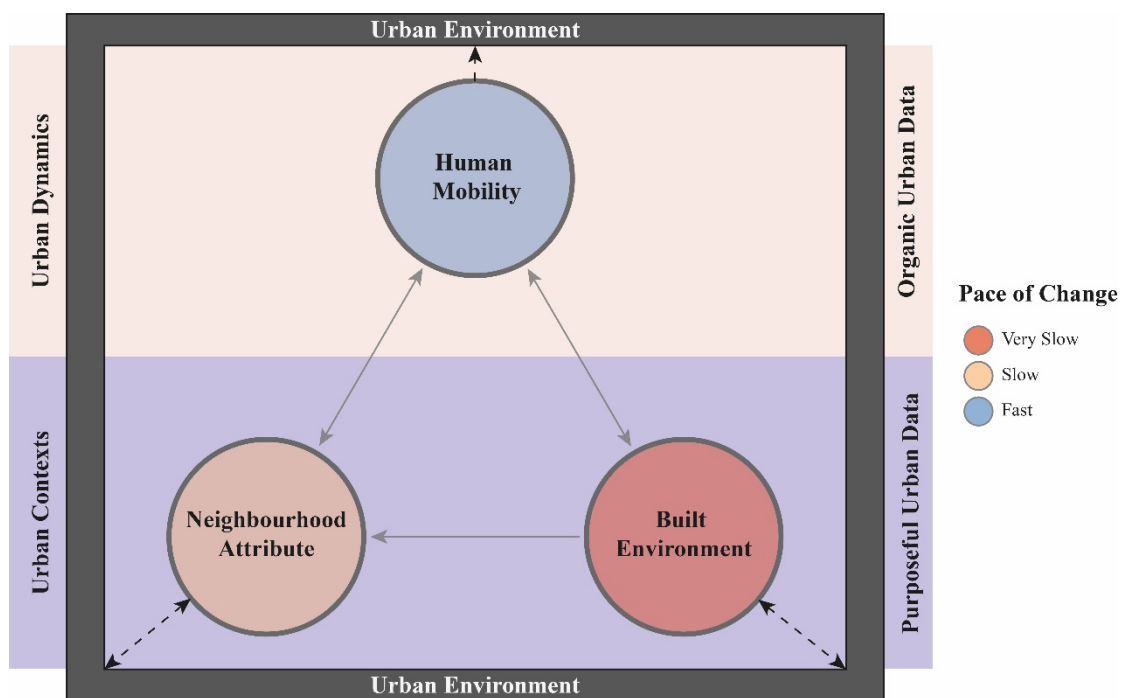 Urban Environment
Urban Dynamics
Human
Mobility
Organic Urban Data
Pace of Change
Very Slow
Slow
Fast
Urban Contexts
Neighbourhood
Attribute
Built
Environment
Purposeful Urban Data
Urban Environment